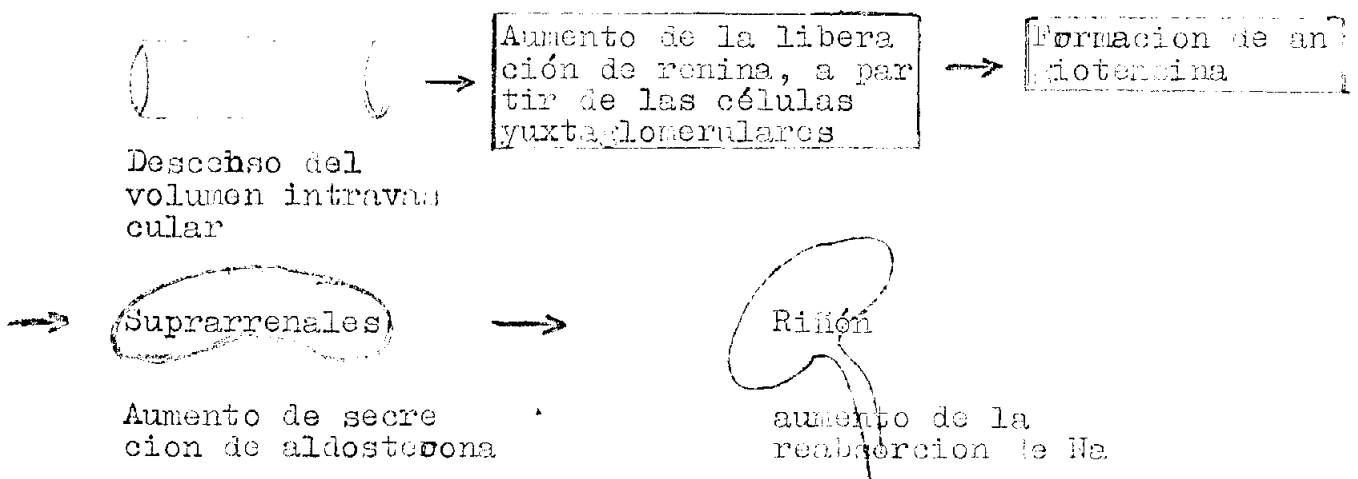 Aumento de la libera
ción de renina, a par
tir de las células
yuxtaglomerulares
Formacion de an
giotensina
Descenso del
volumen intravas
cular
Suprarrenales
Riñón
Aumento de secre
cion de aldosterona
aumento de la
reabsorcion de Na